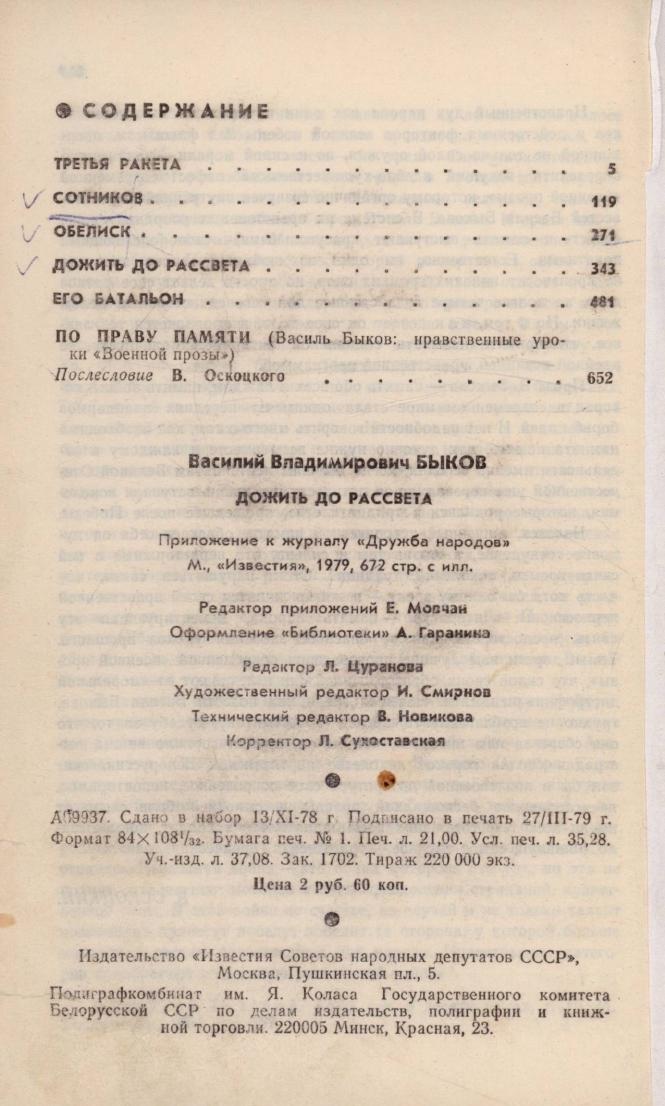 СОДЕРЖАНИЕ
ТРЕТЬЯ РАКЕТА . . . . . . . . . . . . 5
СОТНИКОВ . . . . . . . . . . . . . . 119
ОБЕЛИСК . . . . . . . . . . . . . . 271
ДОЖИТЬ ДО РАССВЕТА . . . . . . . . . . 343
ЕГО БАТАЛЬОН . . . . . . . . . . . . 481
ПО ПРАВУ ПАМЯТИ (Василь Быков: нравственные уро-
ки «Военной прозы»)
Послесловие В. Оскоцкого . . . . . . . . . 652
Василий Владимирович БЫКОВ
ДОЖИТЬ ДО РАССВЕТА
Приложение к журналу «Дружба народов»
М., «Известия», 1979, 672 стр. с илл.
Редактор приложений Е. Мовчан
Оформление «Библиотеки» А. Гаранина
Редактор Л. Цуранова
Художественный редактор И. Смирнов
Технический редактор В. Новикова
Корректор Л. Сухоставская
А09937. Сдано в набор 13/XI-78 г. Подписано в печать 27/III-79 г.
Формат 84×108¹/₃₂. Бумага печ. № 1. Печ. л. 21,00. Усл. печ. л. 35,28.
Уч.-изд. л. 37,08. Зак. 1702. Тираж 220 000 экз.
Цена 2 руб. 60 коп.
Издательство «Известия Советов народных депутатов СССР»,
Москва, Пушкинская пл., 5.
Полиграфкомбинат им. Я. Коласа Государственного комитета
Белорусской ССР по делам издательств, полиграфии и книж-
ной торговли. 220005 Минск, Красная, 23.